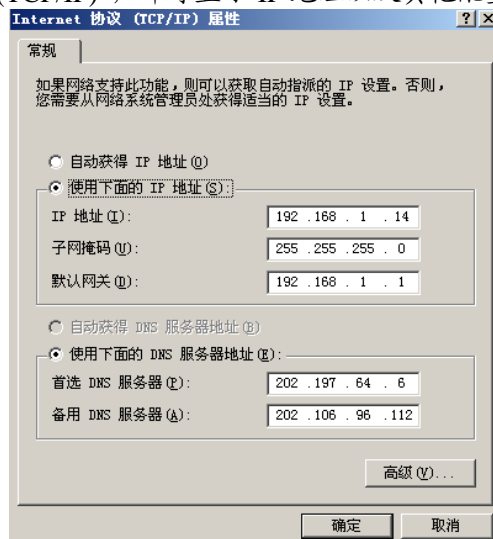 Internet 协议 (TCP/IP) 属性
常规
如果网络支持此功能，则可以获取自动指派的 IP 设置。否则，
您需要从网络系统管理员处获得适当的 IP 设置。
自动获得 IP 地址(O)
使用下面的 IP 地址(S):
IP 地址(I): 192 .168 . 1 . 14
子网掩码(U): 255 .255 .255 . 0
默认网关(D): 192 .168 . 1 . 1
自动获得 DNS 服务器地址(B)
使用下面的 DNS 服务器地址(E):
首选 DNS 服务器(P): 202 .197 . 64 . 6
备用 DNS 服务器(A): 202 .106 . 96 .112
高级(V)...
确定 取消